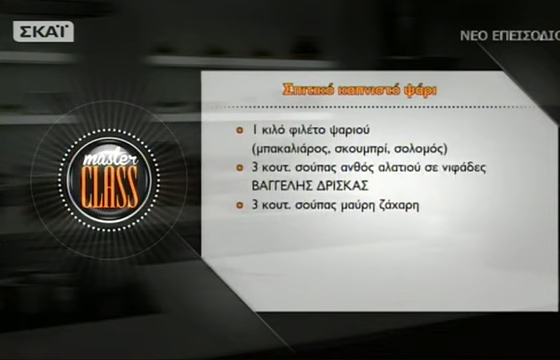 ΣΚΑΪ
ΝΕΟ ΕΠΕΙΣΟΔΙΟ
Σπιτικό καπνιστό ψάρι
master
CLASS
1 κιλό φιλέτο ψαριού
(μπακαλιάρος, σκουμπρί, σολομός)
3 κουτ. σούπας ανθός αλατιού σε νιφάδες
ΒΑΓΓΕΛΗΣ ΔΡΙΣΚΑΣ
3 κουτ. σούπας μαύρη ζάχαρη